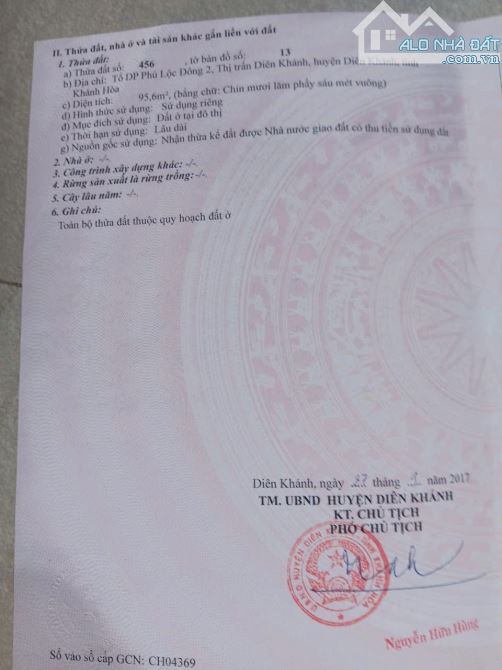 ALO NHÀ ĐẤT
II. Thửa đất, nhà ở và tài sản khác gắn liền với đất
1. Thửa đất:
a) Thửa đất số: 456 , tờ bản đồ số: 13
b) Địa chỉ: Tổ DP Phú Lộc Đông 2, Thị trấn Diên Khánh, huyện Diên Khánh, tỉnh
Khánh Hòa
c) Diện tích: 95,6m², (bằng chữ: Chín mươi lăm phẩy sáu mét vuông)
d) Hình thức sử dụng: Sử dụng riêng
đ) Mục đích sử dụng: Đất ở tại đô thị
e) Thời hạn sử dụng: Lâu dài
g) Nguồn gốc sử dụng: Nhận thừa kế đất được Nhà nước giao đất có thu tiền sử dụng đất
2. Nhà ở: -/-
3. Công trình xây dựng khác: -/-
4. Rừng sản xuất là rừng trồng:-/-
5. Cây lâu năm: -/-
6. Ghi chú:
Toàn bộ thửa đất thuộc quy hoạch đất ở
Diên Khánh, ngày 27 tháng năm 2017
TM. UBND HUYỆN DIÊN KHÁNH
KT. CHỦ TỊCH
PHÓ CHỦ TỊCH
Nguyễn Hữu Hùng
Số vào sổ cấp GCN: CH04369